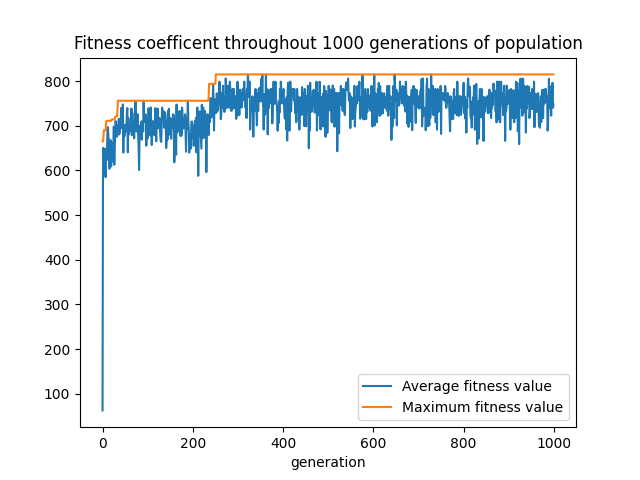 Fitness coefficent throughout 1000 generations of population
800
700
600
500
400
300
200
100
0 200 400 600 800 1000
generation
Average fitness value
Maximum fitness value